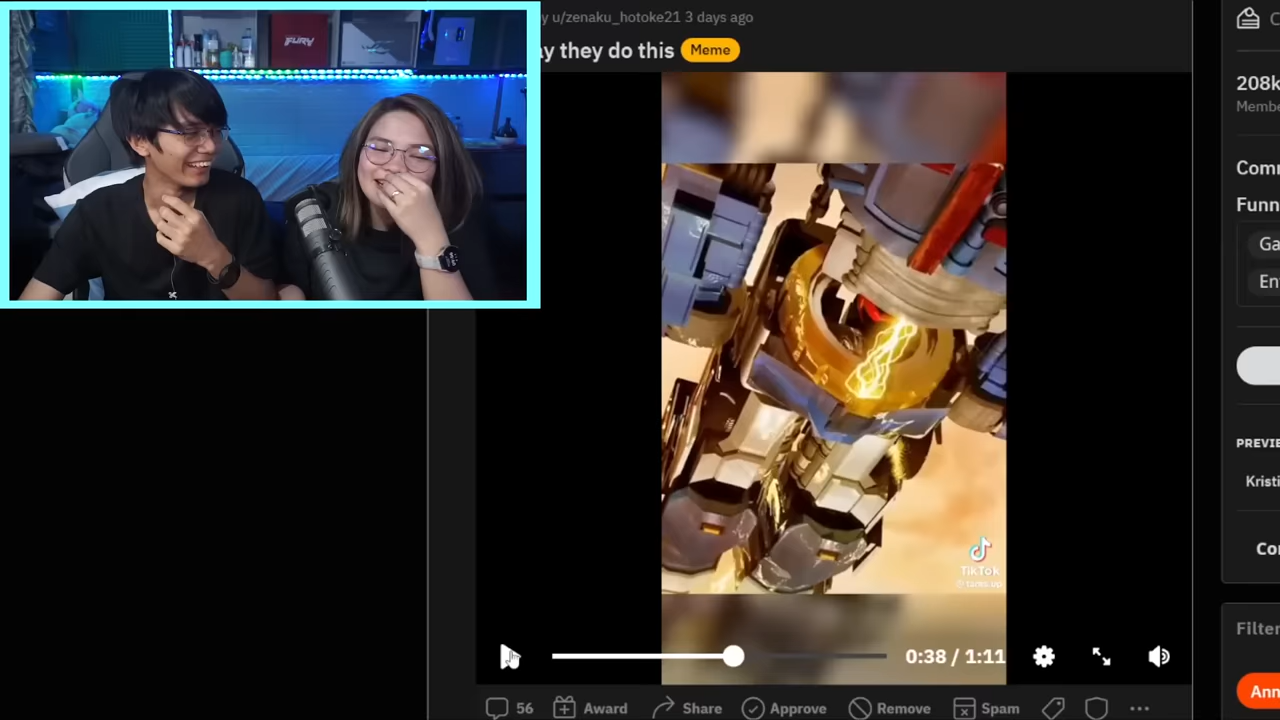 y u/zenaku_hotoke21 3 days ago
ay they do this
Meme
FURY
208k
Membe
Comm
Funn
Ga
En
PREVIE
Kristi
Co
Filter
Ann
TikTok
0:38 / 1:11
56
Award
Share
Approve
Remove
Spam